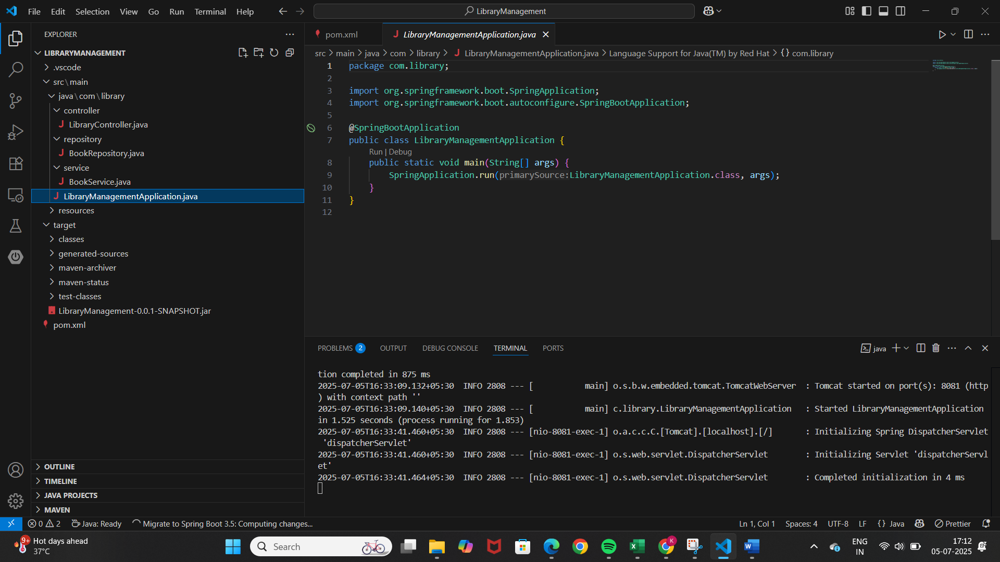 File Edit Selection View Go Run Terminal Help
LibraryManagement
EXPLORER
LIBRARYMANAGEMENT
.vscode
src\main
java\com\library
controller
LibraryController.java
repository
BookRepository.java
service
BookService.java
LibraryManagementApplication.java
resources
target
classes
generated-sources
maven-archiver
maven-status
test-classes
LibraryManagement-0.0.1-SNAPSHOT.jar
pom.xml
OUTLINE
TIMELINE
JAVA PROJECTS
MAVEN
pom.xml
LibraryManagementApplication.java
src > main > java > com > library > LibraryManagementApplication.java > Language Support for Java(TM) by Red Hat > {} com.library
1 package com.library;
2
3 import org.springframework.boot.SpringApplication;
4 import org.springframework.boot.autoconfigure.SpringBootApplication;
5
6 @SpringBootApplication
7 public class LibraryManagementApplication {
Run | Debug
8 public static void main(String[] args) {
9 SpringApplication.run(primarySource:LibraryManagementApplication.class, args);
10 }
11 }
12
PROBLEMS 2 OUTPUT DEBUG CONSOLE TERMINAL PORTS
java
tion completed in 875 ms
2025-07-05T16:33:09.132+05:30  INFO 2808 --- [           main] o.s.b.w.embedded.tomcat.TomcatWebServer  : Tomcat started on port(s): 8081 (http
) with context path ''
2025-07-05T16:33:09.140+05:30  INFO 2808 --- [           main] c.library.LibraryManagementApplication   : Started LibraryManagementApplication
in 1.525 seconds (process running for 1.853)
2025-07-05T16:33:41.460+05:30  INFO 2808 --- [nio-8081-exec-1] o.a.c.c.C.[Tomcat].[localhost].[/]       : Initializing Spring DispatcherServlet
'dispatcherServlet'
2025-07-05T16:33:41.460+05:30  INFO 2808 --- [nio-8081-exec-1] o.s.web.servlet.DispatcherServlet        : Initializing Servlet 'dispatcherServl
et'
2025-07-05T16:33:41.464+05:30  INFO 2808 --- [nio-8081-exec-1] o.s.web.servlet.DispatcherServlet        : Completed initialization in 4 ms
0 2 Java: Ready Migrate to Spring Boot 3.5: Computing changes...
Ln 1, Col 1 Spaces: 4 UTF-8 LF {} Java Prettier
9+
Hot days ahead
37°C
Search
K
ENG
IN
17:12
05-07-2025